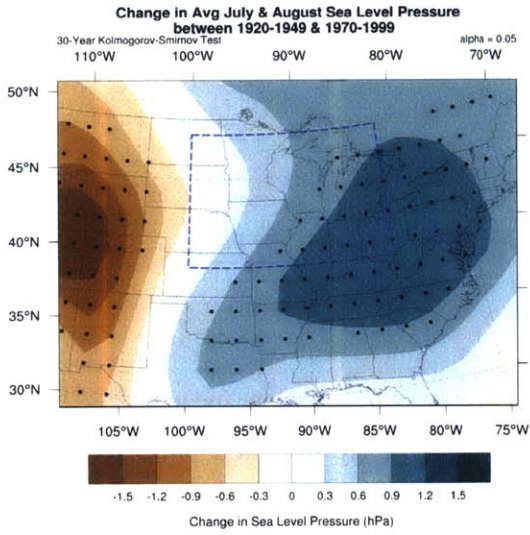 Change in Avg July & August Sea Level Pressure
between 1920-1949 & 1970-1999
30-Year Kolmogorov-Smirnov Test
alpha = 0.05
110°W 100°W 90°W 80°W 70°W
50°N
45°N
40°N
35°N
30°N
105°W 100°W 95°W 90°W 85°W 80°W 75°W
-1.5 -1.2 -0.9 -0.6 -0.3 0 0.3 0.6 0.9 1.2 1.5
Change in Sea Level Pressure (hPa)